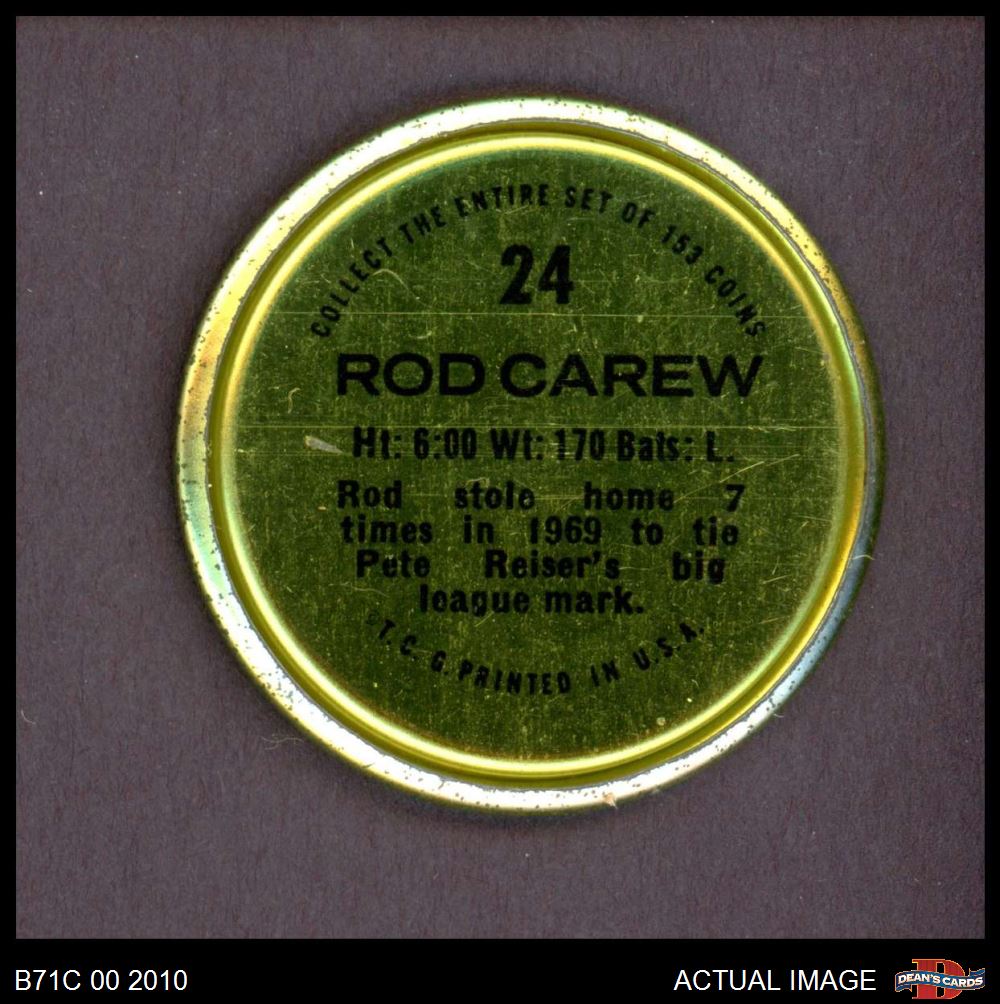 COLLECT THE ENTIRE SET OF 153 COINS
24
ROD CAREW
Ht: 6:00 Wt: 170 Bats: L.
Rod stole home 7
times in 1969 to tie
Pete Reiser's big
league mark.
©T.C.G. PRINTED IN U.S.A.
B71C 00 2010
ACTUAL IMAGE
DEAN'S CARDS